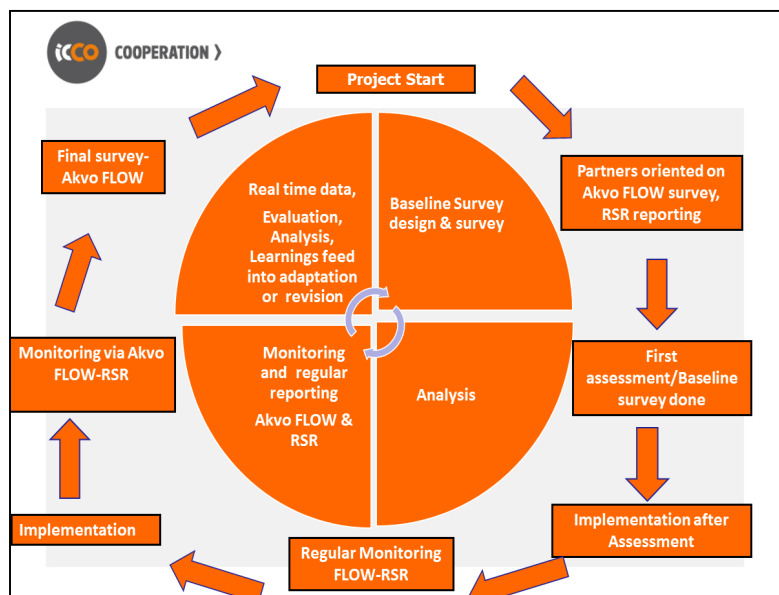 iCCO COOPERATION >
Project Start
Final survey-
Akvo FLOW
Partners oriented on
Akvo FLOW survey,
RSR reporting
Real time data,
Evaluation,
Analysis,
Learnings feed
into adaptation
or revision
Baseline Survey
design & survey
Monitoring via Akvo
FLOW-RSR
Monitoring
and regular
reporting
Akvo FLOW &
RSR
Analysis
First
assessment/Baseline
survey done
Implementation
Regular Monitoring
FLOW-RSR
Implementation after
Assessment